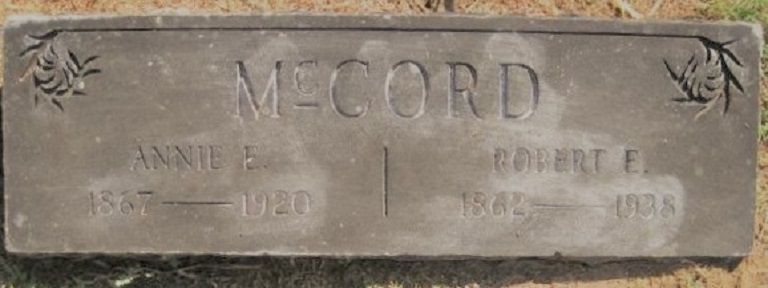 McCORD
ANNIE E. ROBERT E.
1867 — 1920 1862 — 1938